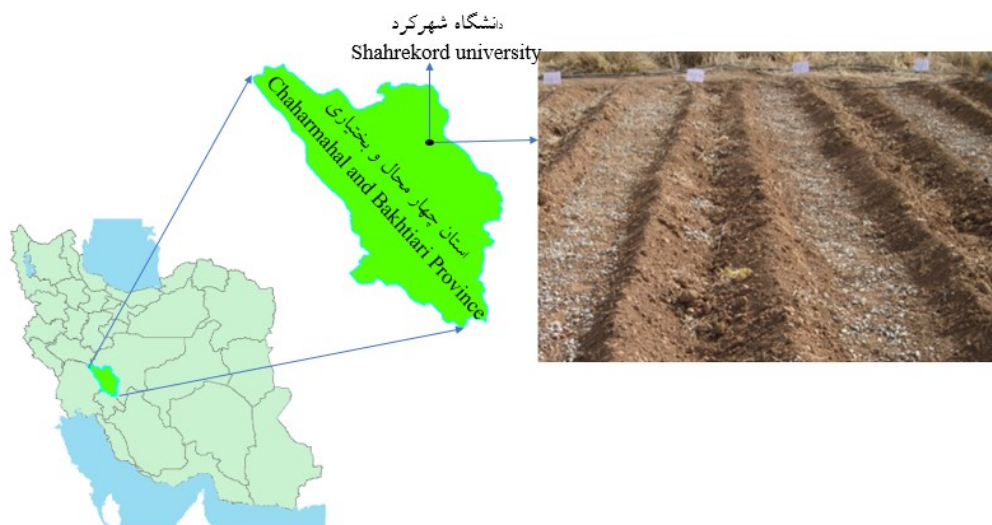 دانشگاه شهرکرد
Shahrekord university
استان چهار محال و بختیاری
Chaharmahal and Bakhtiari Province